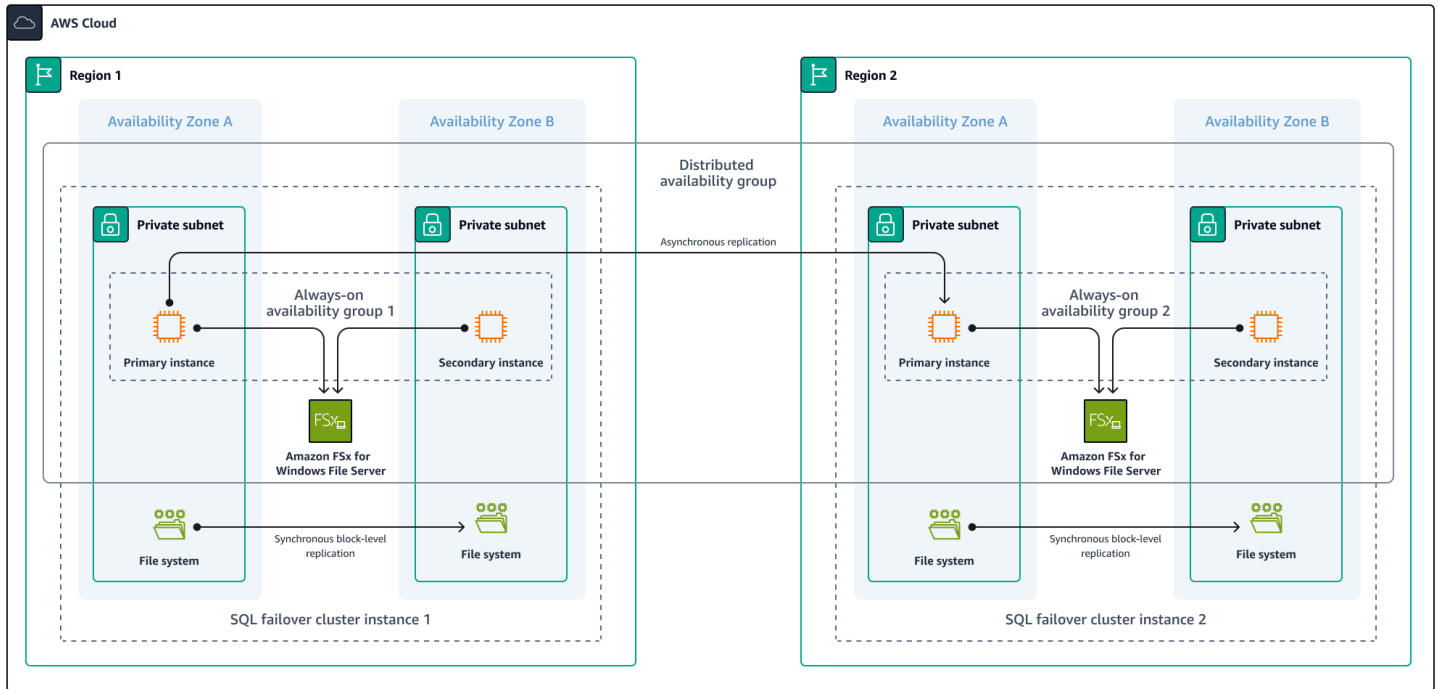 AWS Cloud
Region 1
Region 2
Availability Zone A
Availability Zone B
Availability Zone A
Availability Zone B
Distributed
availability group
Private subnet
Private subnet
Private subnet
Private subnet
Asynchronous replication
Always-on
availability group 1
Always-on
availability group 2
Primary instance
Secondary instance
Primary instance
Secondary instance
FSx
FSx
Amazon FSx for
Windows File Server
Amazon FSx for
Windows File Server
Synchronous block-level
replication
Synchronous block-level
replication
File system
File system
File system
File system
SQL failover cluster instance 1
SQL failover cluster instance 2